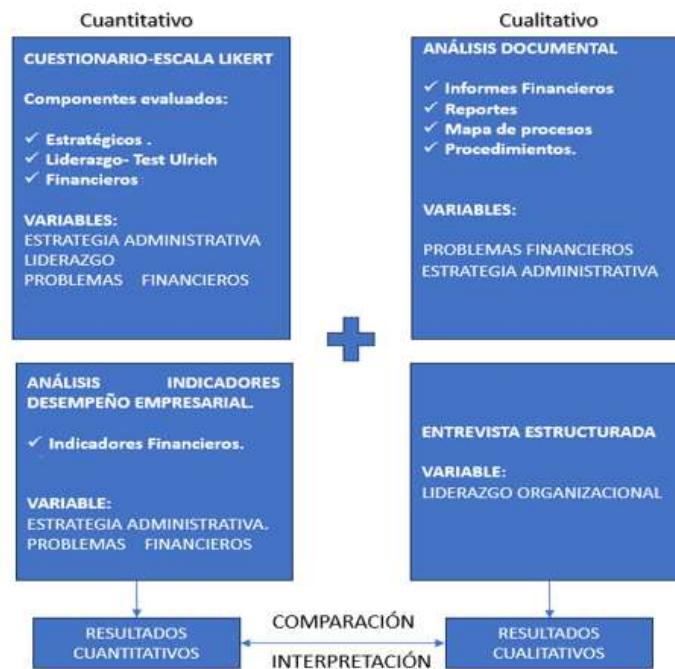 Cuantitativo
CUESTIONARIO-ESCALA LIKERT
Componentes evaluados:
✓ Estratégicos .
✓ Liderazgo- Test Ulrich
✓ Financieros
VARIABLES:
ESTRATEGIA ADMINISTRATIVA
LIDERAZGO
PROBLEMAS FINANCIEROS
ANÁLISIS INDICADORES
DESEMPEÑO EMPRESARIAL.
✓ Indicadores Financieros.
VARIABLE:
ESTRATEGIA ADMINISTRATIVA.
PROBLEMAS FINANCIEROS
Cualitativo
ANÁLISIS DOCUMENTAL
✓ Informes Financieros
✓ Reportes
✓ Mapa de procesos
✓ Procedimientos.
VARIABLES:
PROBLEMAS FINANCIEROS
ESTRATEGIA ADMINISTRATIVA
ENTREVISTA ESTRUCTURADA
VARIABLE:
LIDERAZGO ORGANIZACIONAL
RESULTADOS
CUANTITATIVOS
COMPARACIÓN
INTERPRETACIÓN
RESULTADOS
CUALITATIVOS